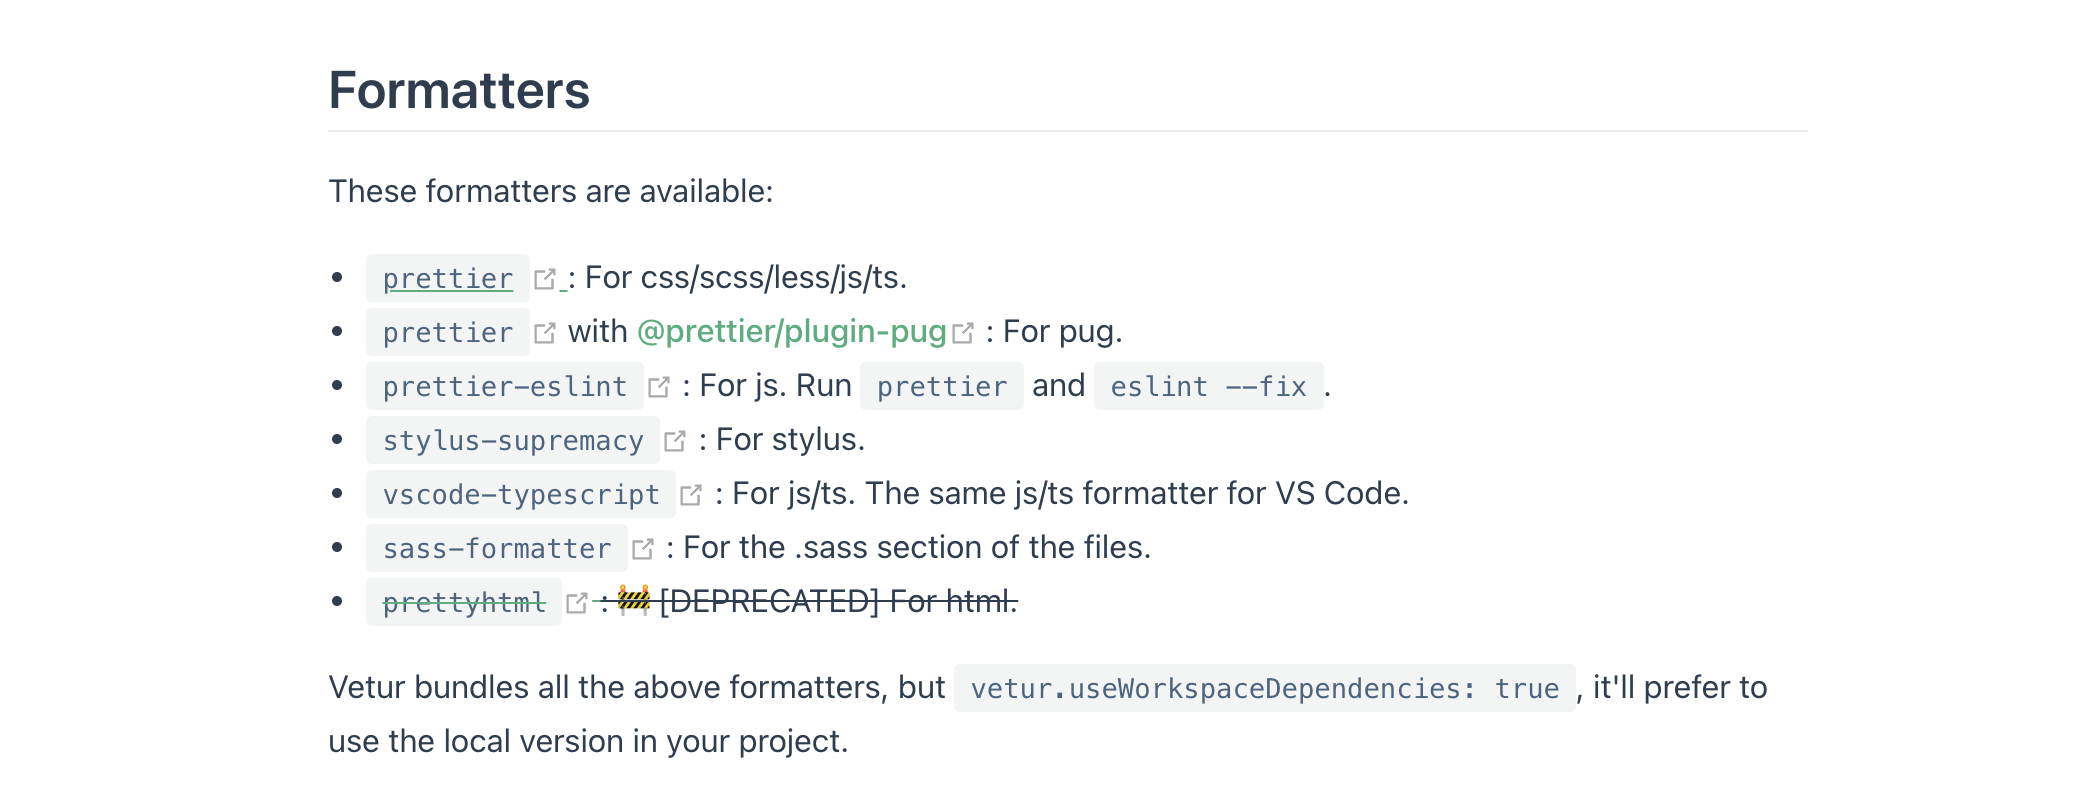 Formatters
These formatters are available:
• prettier : For css/scss/less/js/ts.
• prettier with @prettier/plugin-pug : For pug.
• prettier-eslint : For js. Run prettier and eslint --fix .
• stylus-supremacy : For stylus.
• vscode-typescript : For js/ts. The same js/ts formatter for VS Code.
• sass-formatter : For the .sass section of the files.
• prettyhtml : 🚧 [DEPRECATED] For html.
Vetur bundles all the above formatters, but vetur.useWorkspaceDependencies: true , it'll prefer to
use the local version in your project.